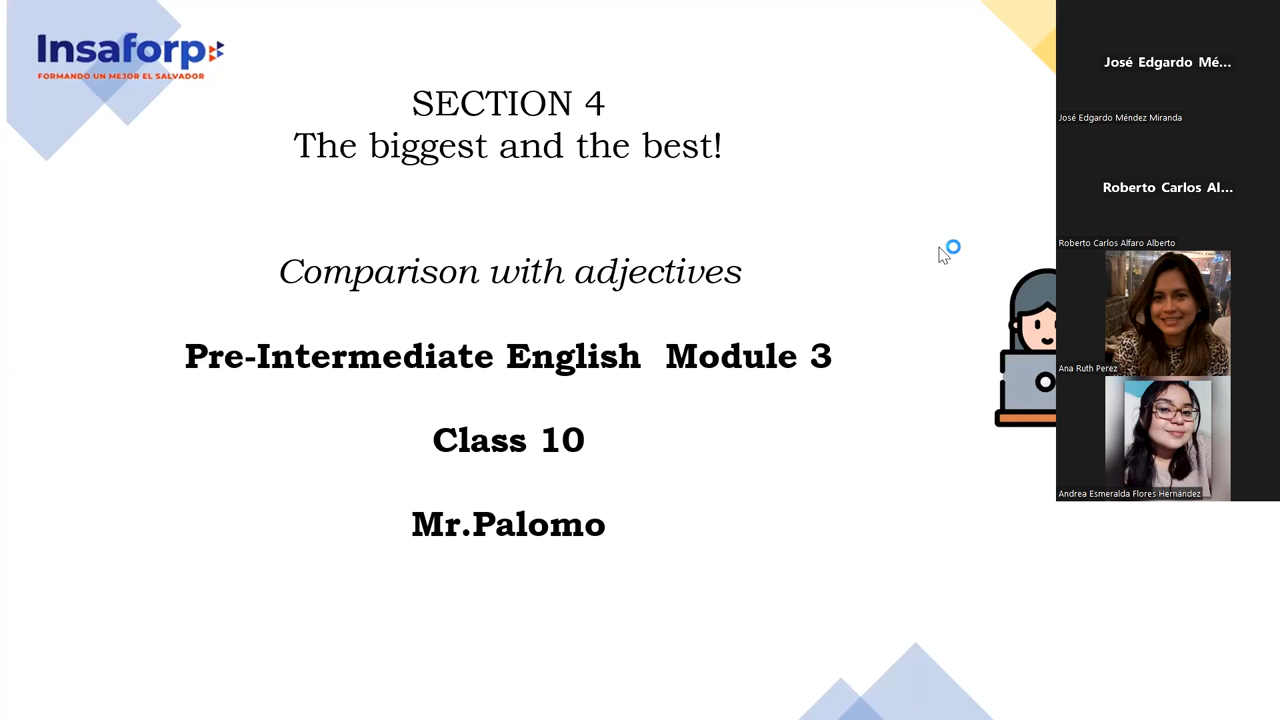 Insaforp
FORMANDO UN MEJOR EL SALVADOR
SECTION 4
The biggest and the best!
Comparison with adjectives
Pre-Intermediate English Module 3
Class 10
Mr.Palomo
José Edgardo Mé...
José Edgardo Méndez Miranda
Roberto Carlos Al...
Roberto Carlos Alfaro Alberto
Ana Ruth Perez
Andrea Esmeralda Flores Hernández